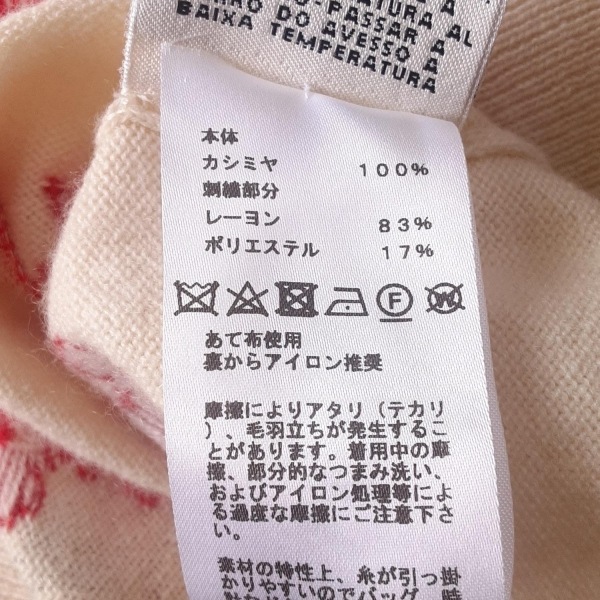 ATURA AL
RRO DO AVESSO A
BAIXA TEMPERATURA
本体
カシミヤ 100%
刺繍部分
レーヨン 83%
ポリエステル 17%
F W
あて布使用
裏からアイロン推奨
摩擦によりアタリ(テカリ
)、毛羽立ちが発生するこ
とがあります。着用中の摩
擦、部分的なつまみ洗い、
およびアイロン処理等によ
る過度な摩擦にご注意下さ
い。
素材の特性上、糸が引っ掛
かりやすいのでバッグ、時